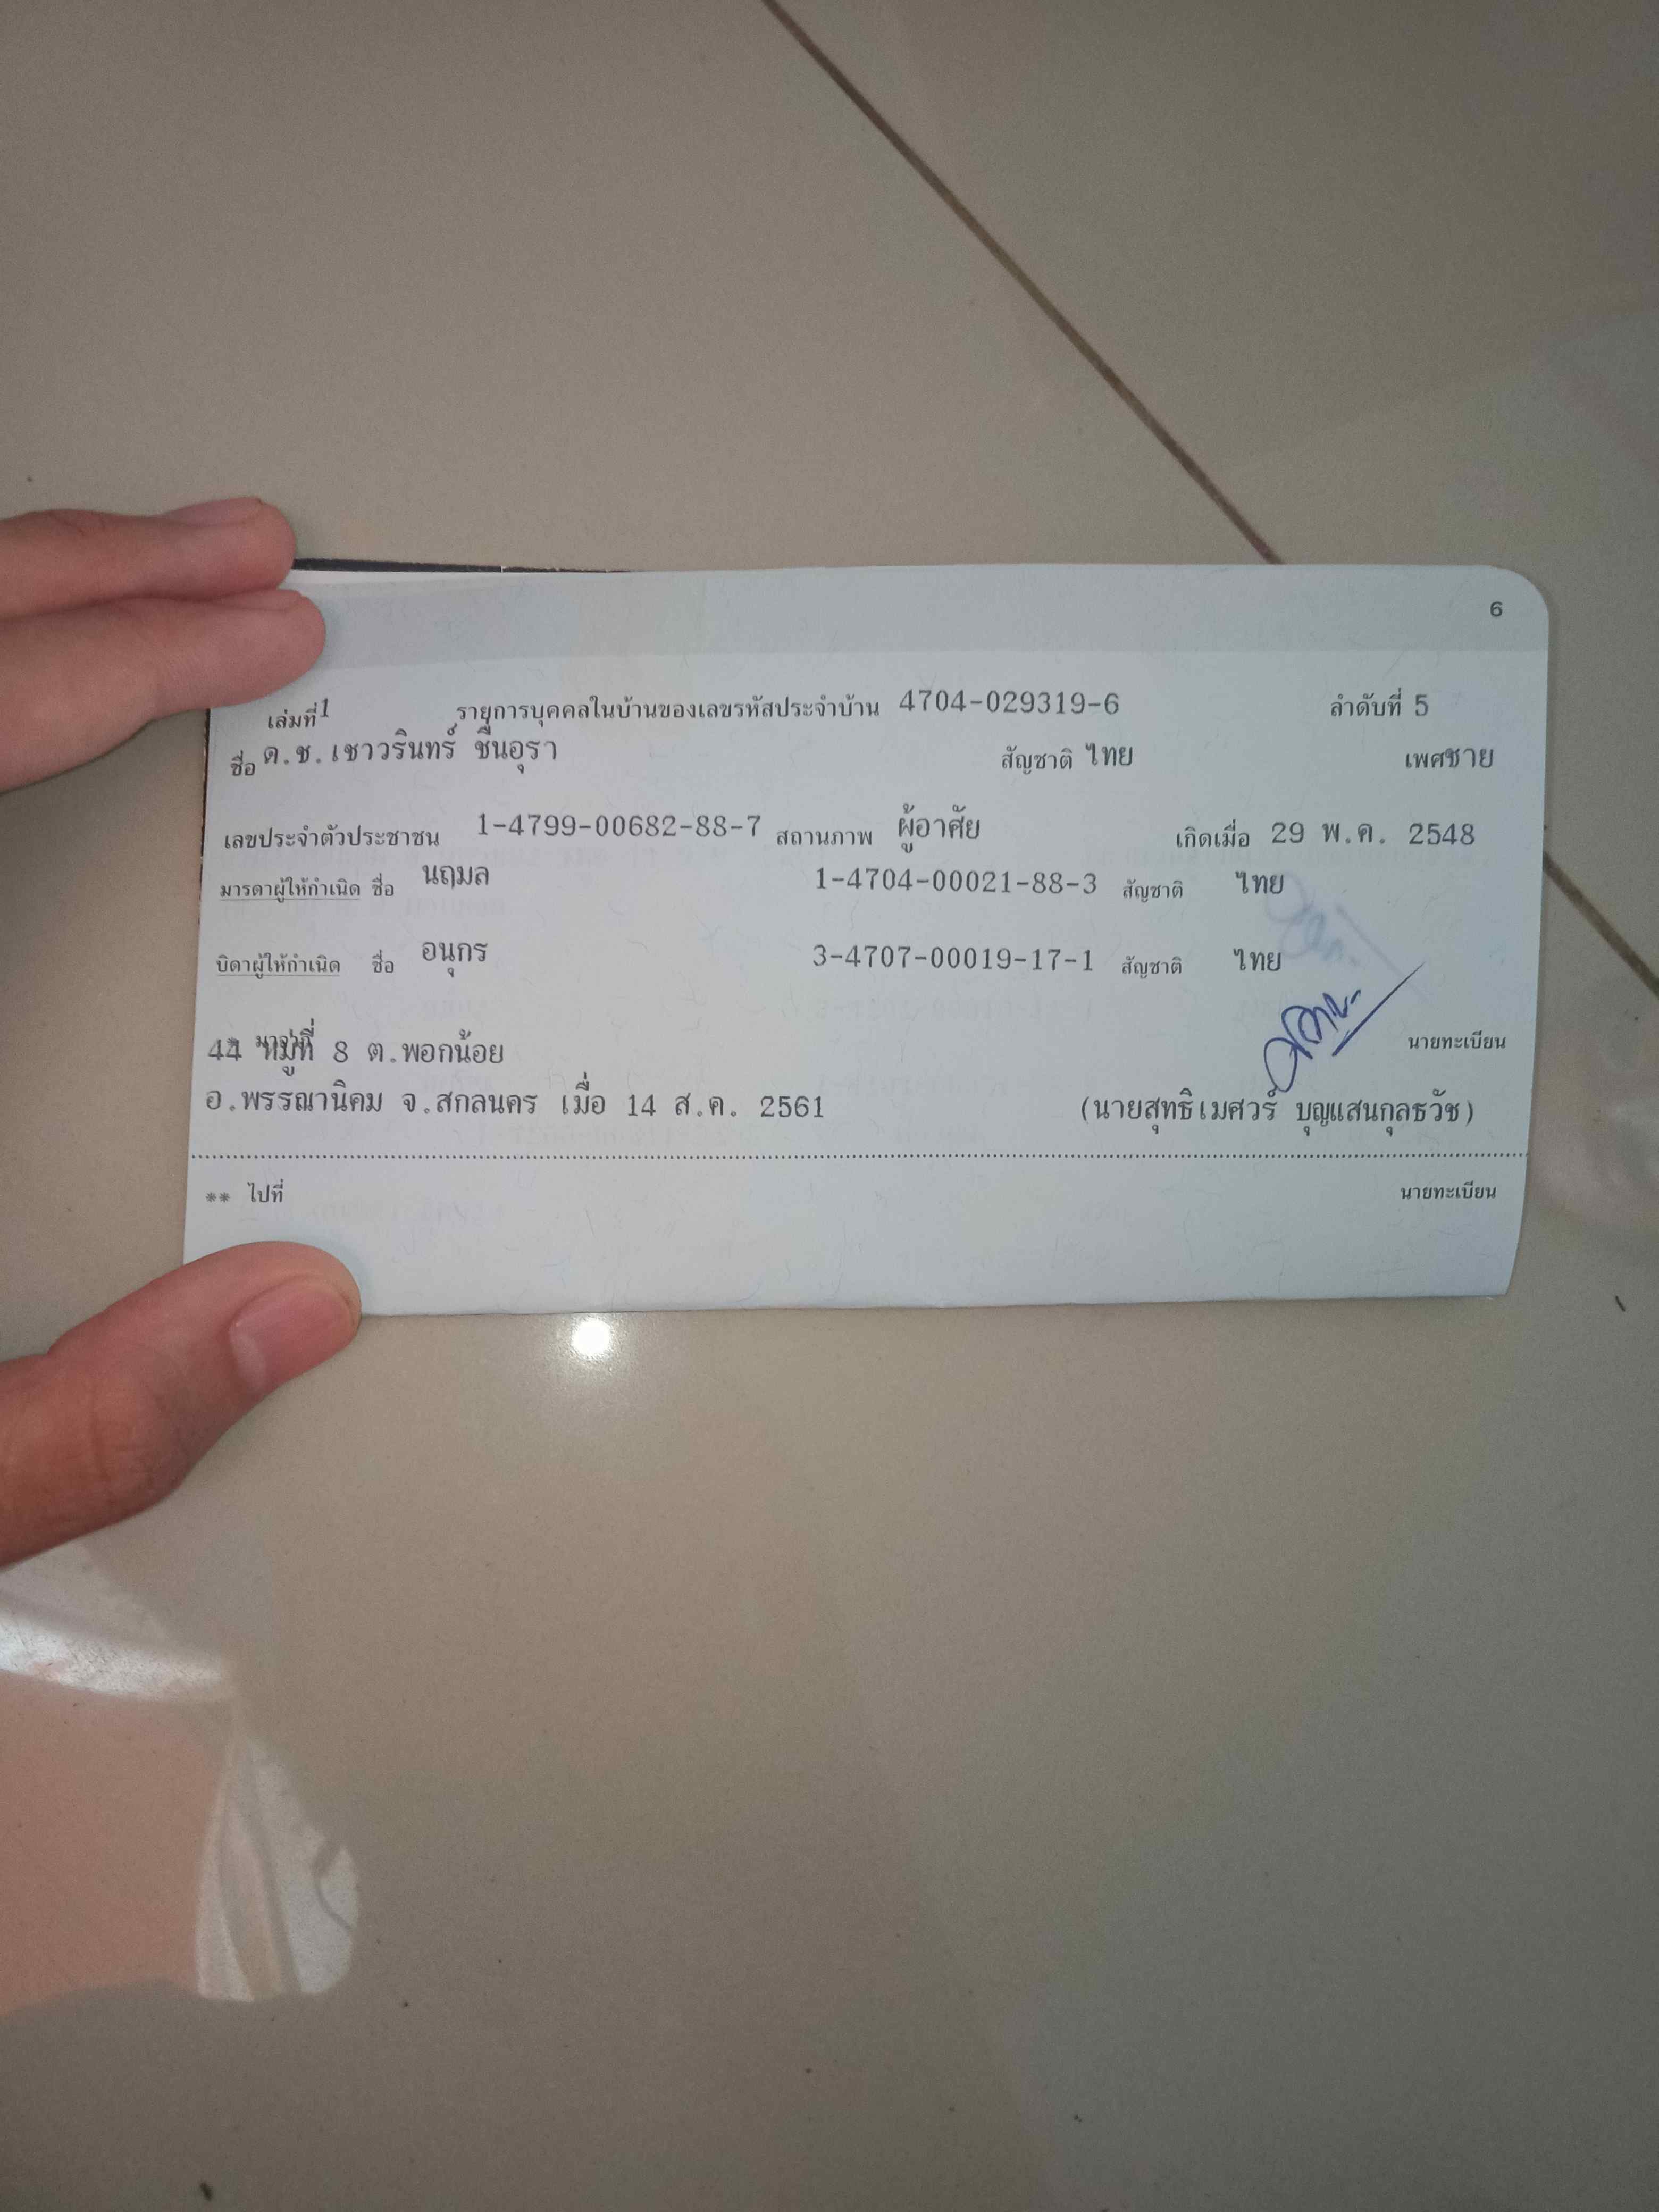 6
เล่มที่ 1 รายการบุคคลในบ้านของเลขรหัสประจำบ้าน 4704-029319-6 ลำดับที่ 5
ชื่อ ด.ช.เชาวรินทร์ ชื่นอุรา สัญชาติ ไทย เพศ ชาย
เลขประจำตัวประชาชน 1-4799-00682-88-7 สถานภาพ ผู้อาศัย เกิดเมื่อ 29 พ.ค. 2548
มารดาผู้ให้กำเนิด ชื่อ นฤมล 1-4704-00021-88-3 สัญชาติ ไทย
บิดาผู้ให้กำเนิด ชื่อ อนุกร 3-4707-00019-17-1 สัญชาติ ไทย
* มาจาก
44 หมู่ที่ 8 ต.พอกน้อย นายทะเบียน
อ.พรรณานิคม จ.สกลนคร เมื่อ 14 ส.ค. 2561 (นายสุทธิเมศวร์ บุญแสนกุลธวัช)
** ไปที่ นายทะเบียน